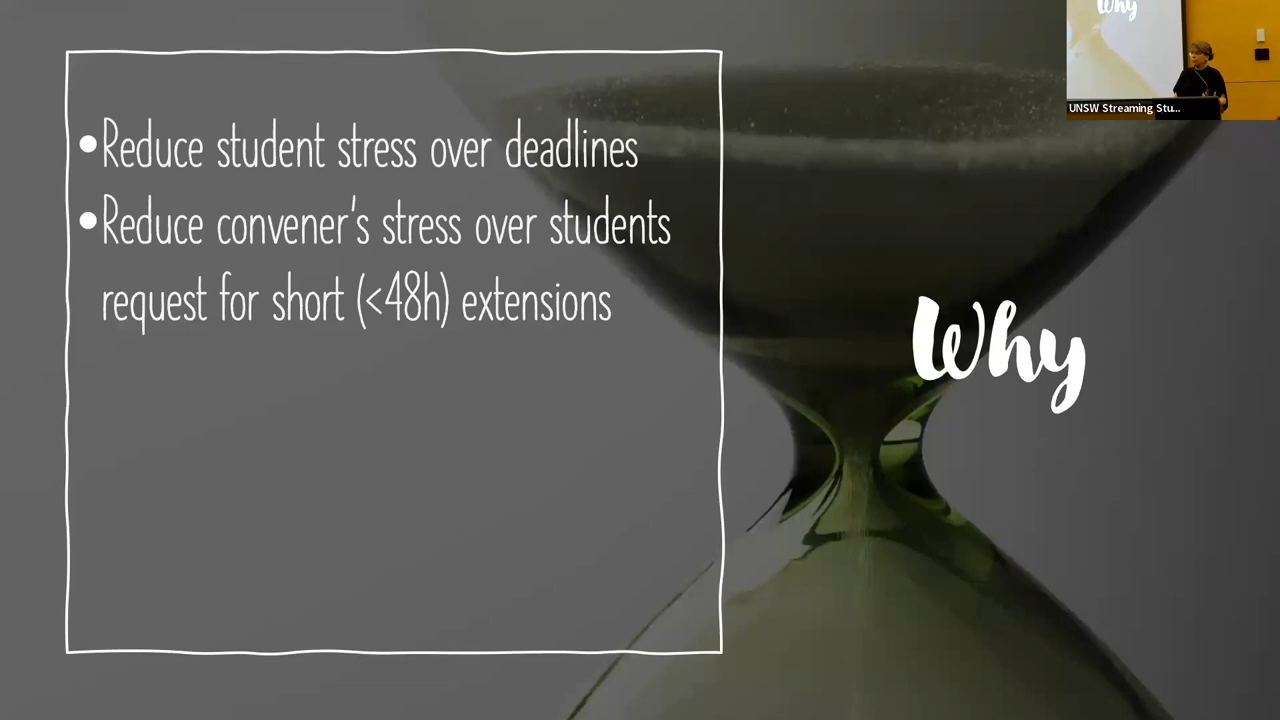 •Reduce student stress over deadlines
•Reduce convener's stress over students
request for short (<48h) extensions
Why
Why
UNSW Streaming Stu...